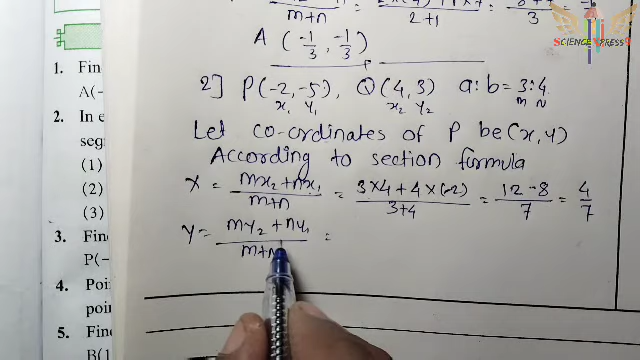 m+n
2+1
3
A (-1/3, -1/3)
SCIENCE XPRESS
2] P(-2, -5), Q(4, 3) a:b = 3:4
x₁ y₁ x₂ y₂ m N
Let co-ordinates of P be (x, y)
According to section formula
x = mx₂+nx₁/m+n = 3×4+4×(-2)/3+4 = 12-8/7 = 4/7
y = my₂+ny₁/m+n =
1. Fin
A(–
2. In e
seg
(1)
(2)
(3)
3. Fin
P(–
4. Poi
poin
5. Fin
B(1